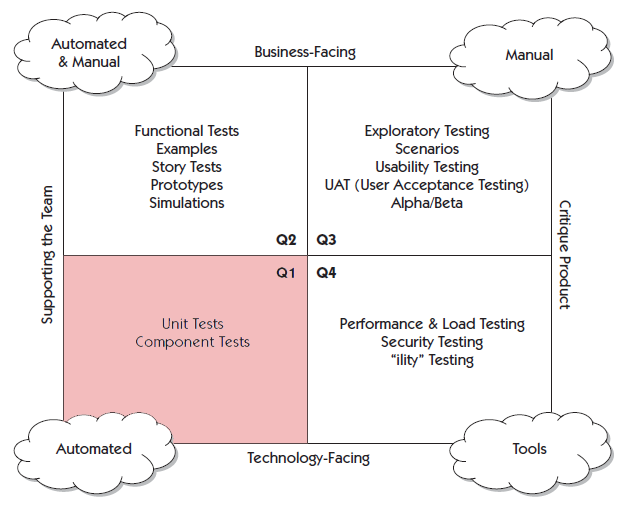 Automated
& Manual
Business-Facing
Manual
Functional Tests
Examples
Story Tests
Prototypes
Simulations
Exploratory Testing
Scenarios
Usability Testing
UAT (User Acceptance Testing)
Alpha/Beta
Supporting the Team
Critique Product
Q2
Q3
Q1
Q4
Unit Tests
Component Tests
Performance & Load Testing
Security Testing
“ility” Testing
Automated
Technology-Facing
Tools